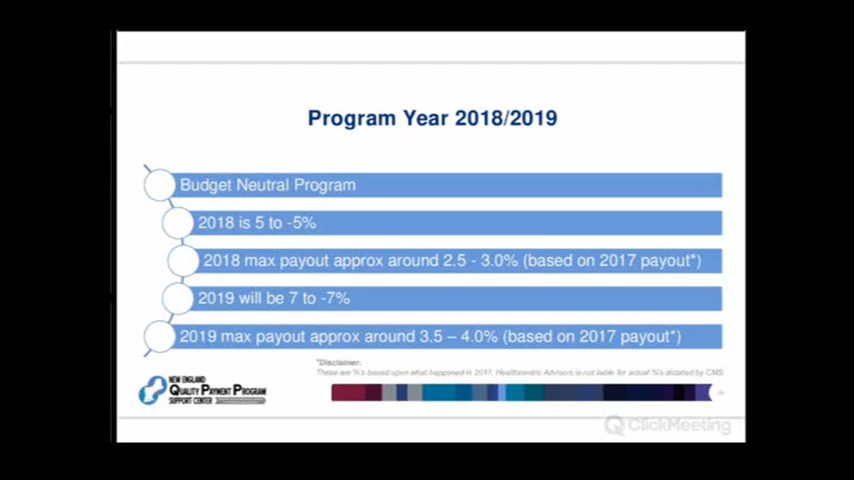 Program Year 2018/2019
Budget Neutral Program
2018 is 5 to -5%
2018 max payout approx around 2.5 - 3.0% (based on 2017 payout*)
2019 will be 7 to -7%
2019 max payout approx around 3.5 – 4.0% (based on 2017 payout*)
*Disclaimer:
These are %'s based upon what happened in 2017, Healthcentric Advisors is not liable for actual %'s dictated by CMS
NEW ENGLAND
QUALITY PAYMENT PROGRAM
SUPPORT CENTER
ClickMeeting